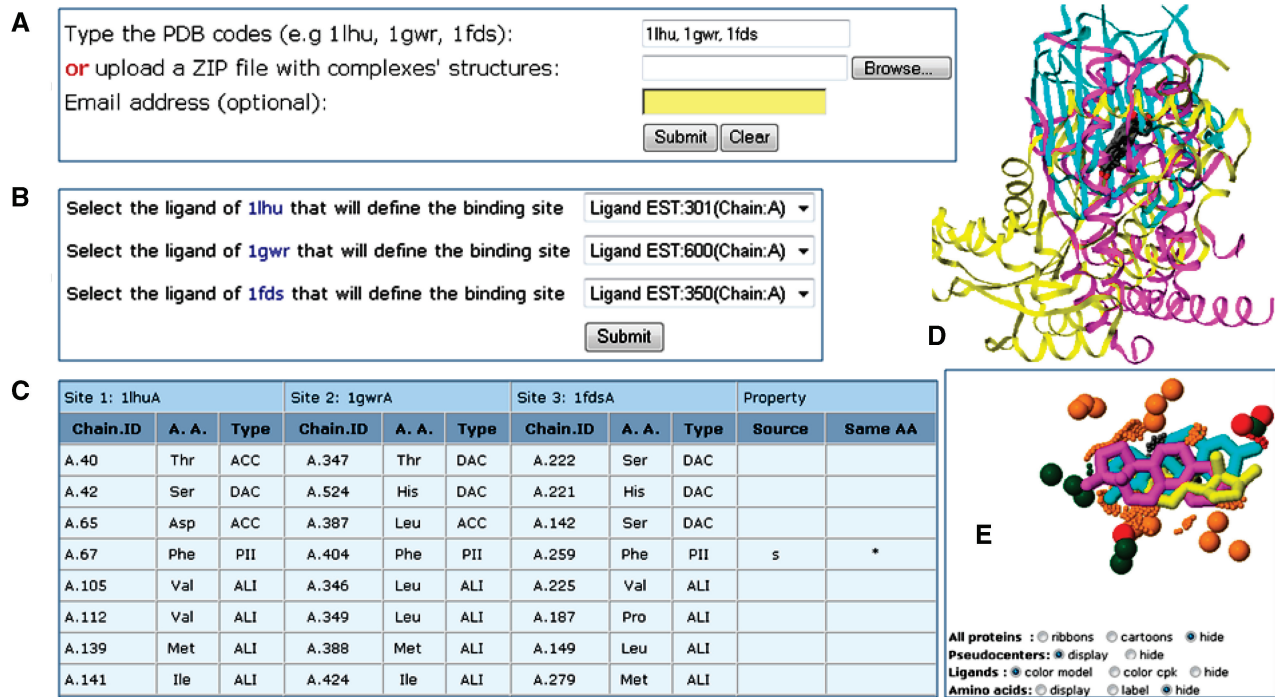 A
Type the PDB codes (e.g 1lhu, 1gwr, 1fds): 1lhu, 1gwr, 1fds
or upload a ZIP file with complexes' structures: Browse...
Email address (optional):
Submit Clear
B
Select the ligand of 1lhu that will define the binding site Ligand EST:301(Chain:A)
Select the ligand of 1gwr that will define the binding site Ligand EST:600(Chain:A)
Select the ligand of 1fds that will define the binding site Ligand EST:350(Chain:A)
Submit
C
Site 1: 1lhuA Site 2: 1gwrA Site 3: 1fdsA Property
Chain.ID A. A. Type Chain.ID A. A. Type Chain.ID A. A. Type Source Same AA
A.40 Thr ACC A.347 Thr DAC A.222 Ser DAC
A.42 Ser DAC A.524 His DAC A.221 His DAC
A.65 Asp ACC A.387 Leu ACC A.142 Ser DAC
A.67 Phe PII A.404 Phe PII A.259 Phe PII s *
A.105 Val ALI A.346 Leu ALI A.225 Val ALI
A.112 Val ALI A.349 Leu ALI A.187 Pro ALI
A.139 Met ALI A.388 Met ALI A.149 Leu ALI
A.141 Ile ALI A.424 Ile ALI A.279 Met ALI
D
E
All proteins : ribbons cartoons hide
Pseudocenters: display hide
Ligands : color model color cpk hide
Amino acids: display label hide